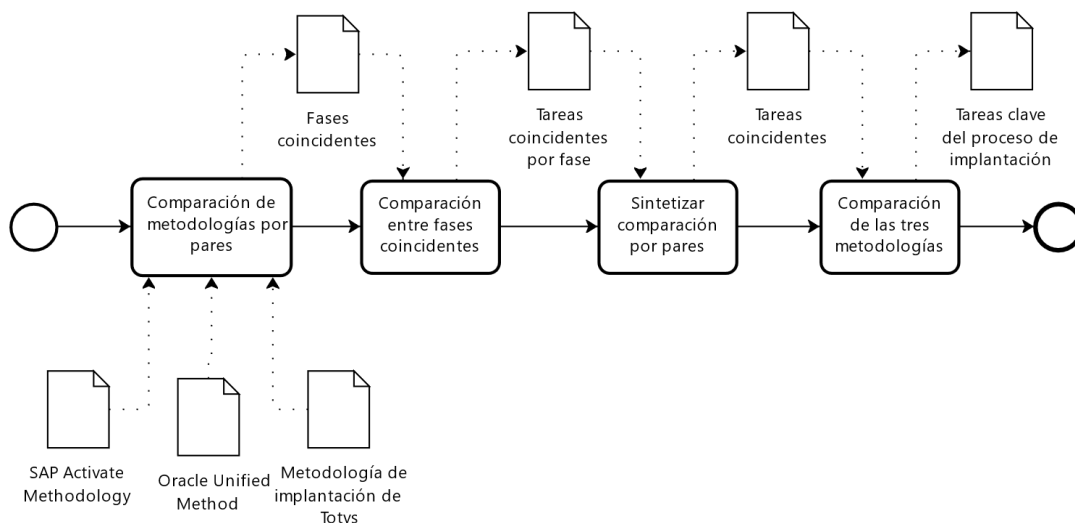 Fases
coincidentes
Tareas
coincidentes
por fase
Tareas
coincidentes
Tareas clave
del proceso de
implantación
Comparación de
metodologías por
pares
Comparación
entre fases
coincidentes
Sintetizar
comparación
por pares
Comparación
de las tres
metodologías
SAP Activate
Methodology
Oracle Unified
Method
Metodología de
implantación de
Totvs